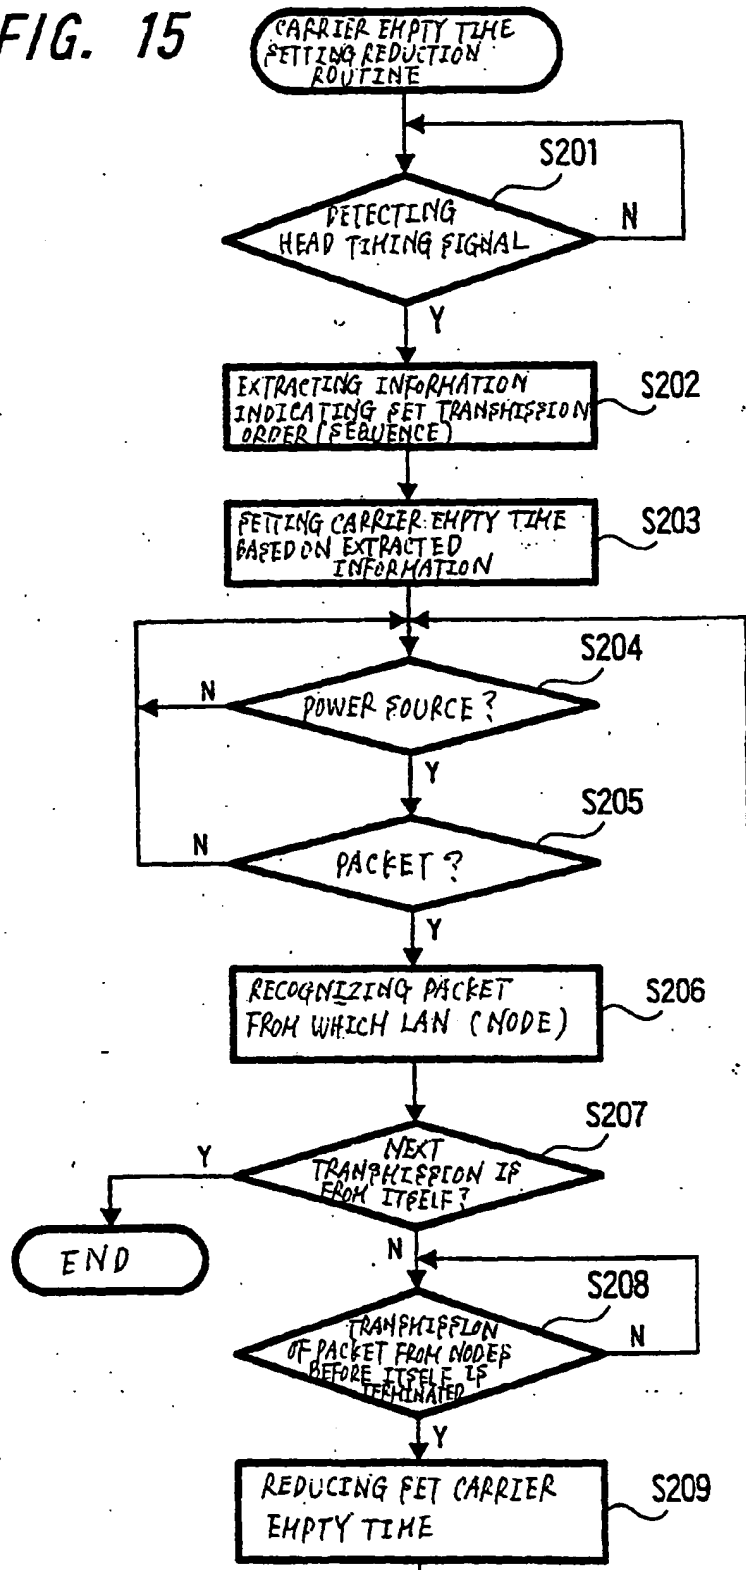 FIG. 15
CARRIER EMPTY TIME
SETTING REDUCTION
ROUTINE
S201
DETECTING
HEAD TIMING SIGNAL
N
Y
S202
EXTRACTING INFORMATION
INDICATING SET TRANSMISSION
ORDER (SEQUENCE)
S203
SETTING CARRIER EMPTY TIME
BASED ON EXTRACTED
INFORMATION
S204
N
POWER SOURCE?
Y
S205
N
PACKET?
Y
S206
RECOGNIZING PACKET
FROM WHICH LAN (NODE)
S207
Y
NEXT
TRANSMISSION IS
FROM ITSELF?
END
N
S208
TRANSMISSION
OF PACKET FROM NODES
BEFORE ITSELF IS
TERMINATED
N
Y
S209
REDUCING SET CARRIER
EMPTY TIME